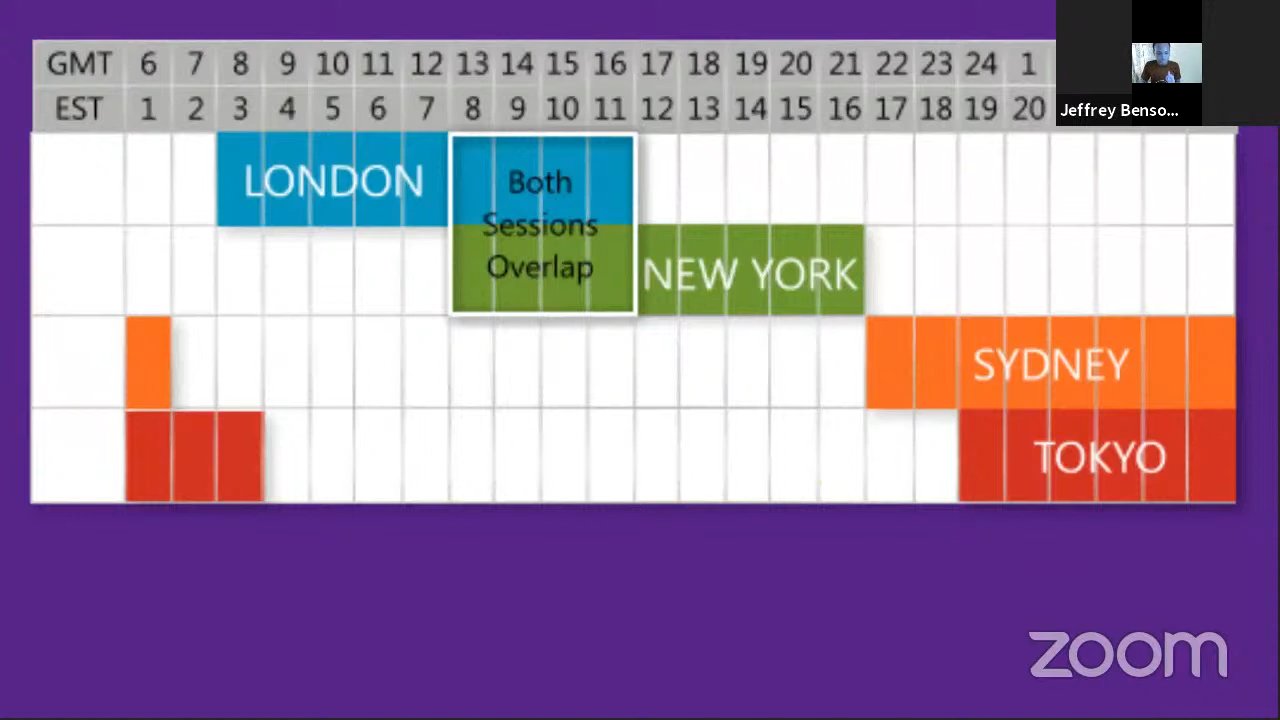 GMT 6 7 8 9 10 11 12 13 14 15 16 17 18 19 20 21 22 23 24 1
EST 1 2 3 4 5 6 7 8 9 10 11 12 13 14 15 16 17 18 19 20
Jeffrey Benso...
LONDON
Both
Sessions
Overlap
NEW YORK
SYDNEY
TOKYO
zoom